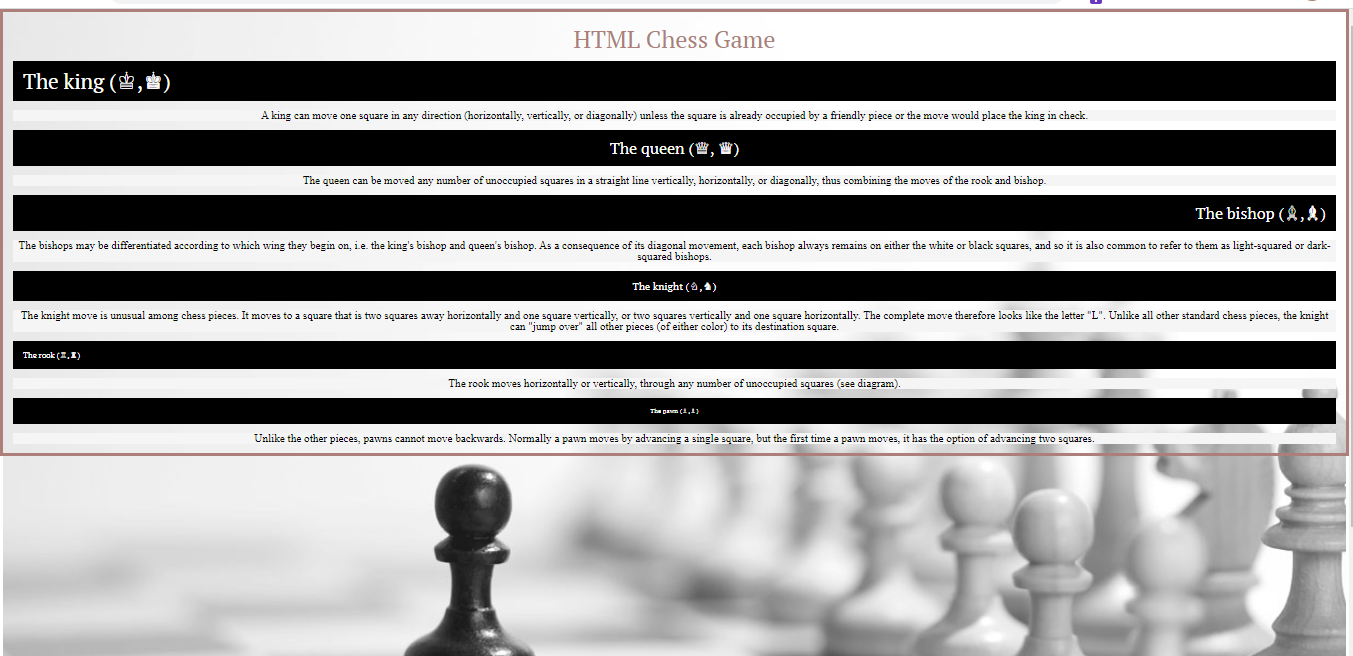 HTML Chess Game
The king (♔,♚)
A king can move one square in any direction (horizontally, vertically, or diagonally) unless the square is already occupied by a friendly piece or the move would place the king in check.
The queen (♕, ♛)
The queen can be moved any number of unoccupied squares in a straight line vertically, horizontally, or diagonally, thus combining the moves of the rook and bishop.
The bishop (♗,♝)
The bishops may be differentiated according to which wing they begin on, i.e. the king's bishop and queen's bishop. As a consequence of its diagonal movement, each bishop always remains on either the white or black squares, and so it is also common to refer to them as light-squared or dark-
squared bishops.
The knight (♘,♞)
The knight move is unusual among chess pieces. It moves to a square that is two squares away horizontally and one square vertically, or two squares vertically and one square horizontally. The complete move therefore looks like the letter "L". Unlike all other standard chess pieces, the knight
can "jump over" all other pieces (of either color) to its destination square.
The rook (♖,♜)
The rook moves horizontally or vertically, through any number of unoccupied squares (see diagram).
The pawn (♙,♟)
Unlike the other pieces, pawns cannot move backwards. Normally a pawn moves by advancing a single square, but the first time a pawn moves, it has the option of advancing two squares.